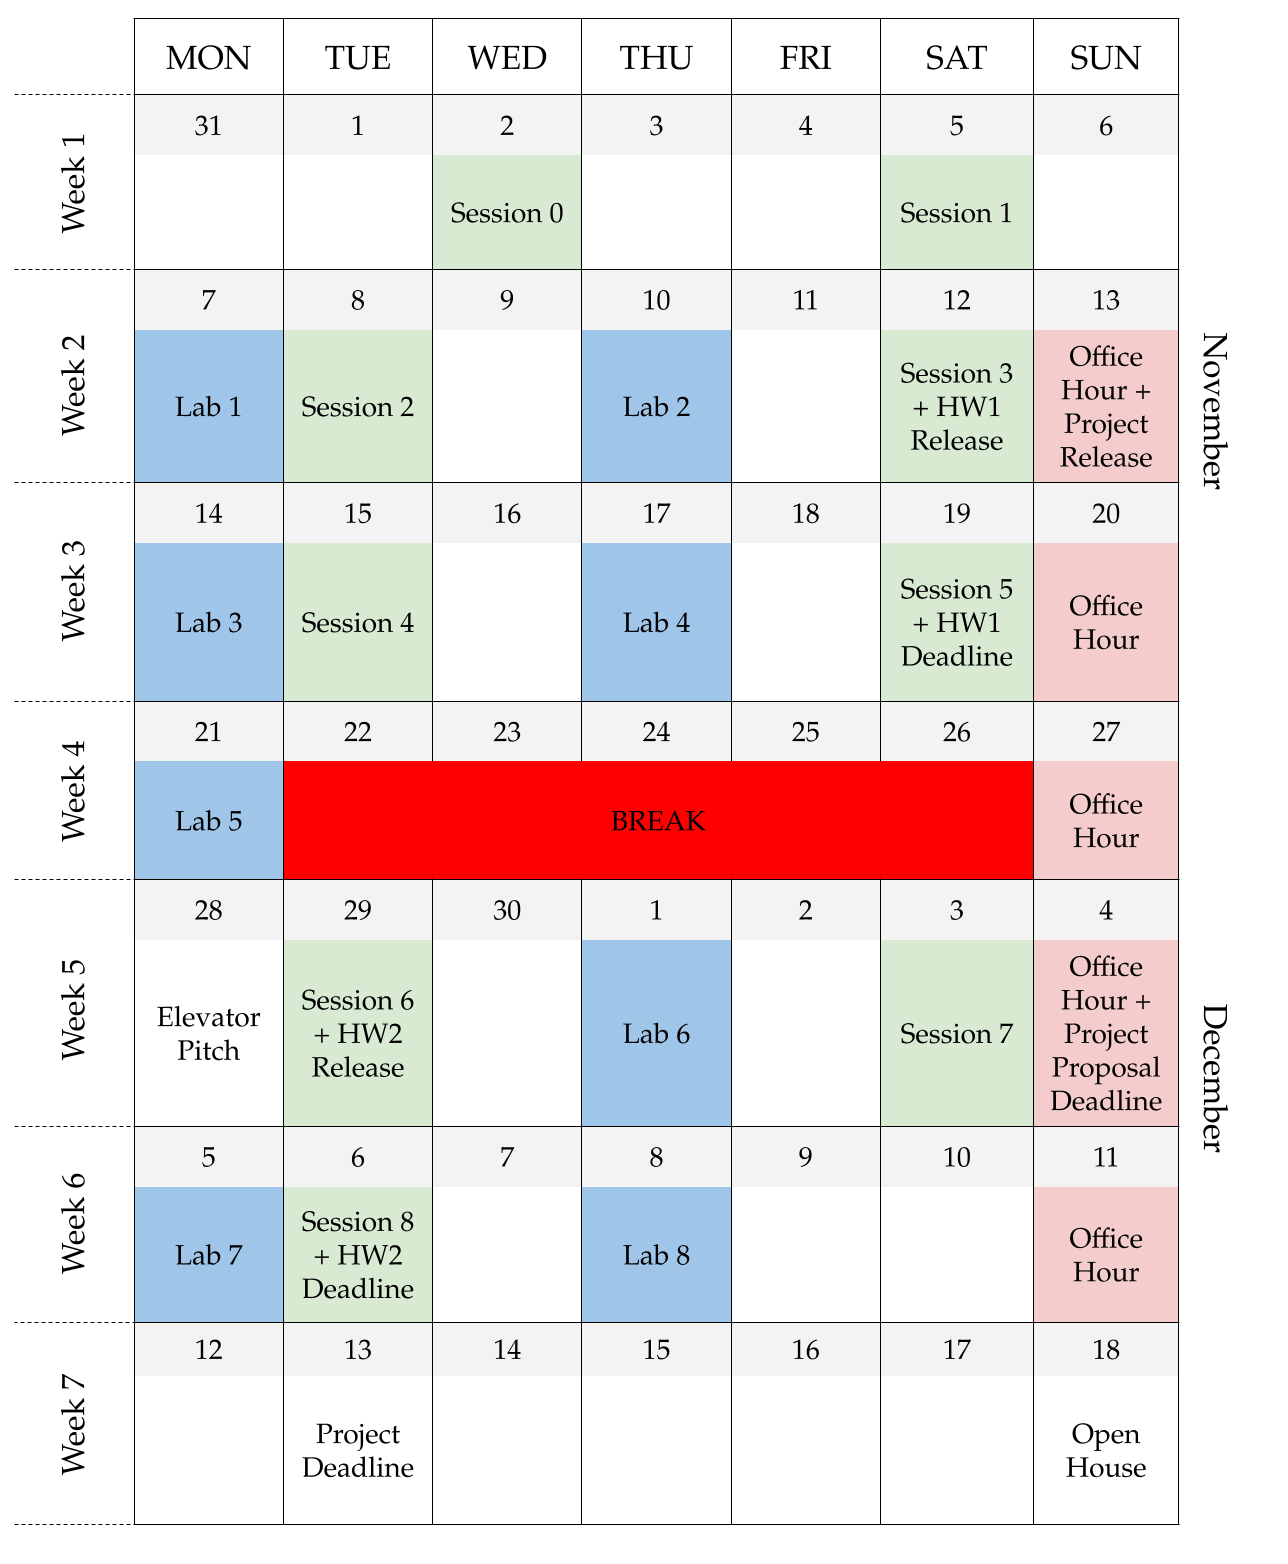 MON TUE WED THU FRI SAT SUN
Week 1
31 1 2 3 4 5 6
Session 0
Session 1
Week 2
7 8 9 10 11 12 13
Lab 1
Session 2
Lab 2
Session 3
+ HW1
Release
Office
Hour +
Project
Release
November
Week 3
14 15 16 17 18 19 20
Lab 3
Session 4
Lab 4
Session 5
+ HW1
Deadline
Office
Hour
Week 4
21 22 23 24 25 26 27
Lab 5
BREAK
Office
Hour
Week 5
28 29 30 1 2 3 4
Elevator
Pitch
Session 6
+ HW2
Release
Lab 6
Session 7
Office
Hour +
Project
Proposal
Deadline
December
Week 6
5 6 7 8 9 10 11
Lab 7
Session 8
+ HW2
Deadline
Lab 8
Office
Hour
Week 7
12 13 14 15 16 17 18
Project
Deadline
Open
House